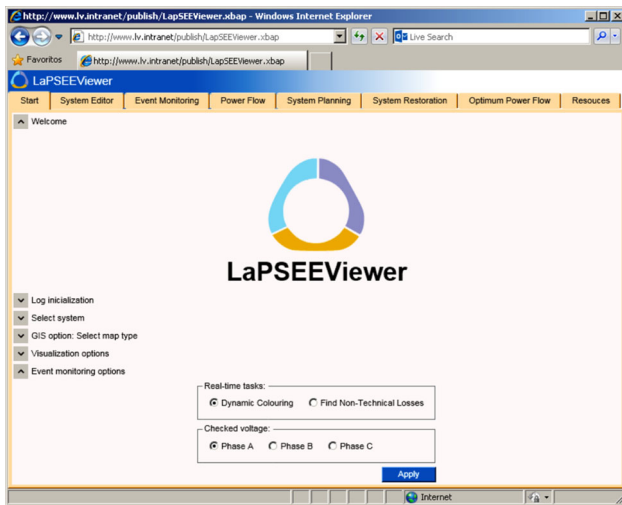 http://www.lv.intranet/publish/LapSEEViewer.xbap - Windows Internet Explorer
http://www.lv.intranet/publish/LapSEEViewer.xbap
Live Search
Favoritos
http://www.lv.intranet/publish/LapSEEViewer.xbap
LaPSEEViewer
Start System Editor Event Monitoring Power Flow System Planning System Restoration Optimum Power Flow Resouces
Welcome
LaPSEEViewer
Log inicialization
Select system
GIS option: Select map type
Visualization options
Event monitoring options
Real-time tasks:
Dynamic Colouring Find Non-Technical Losses
Checked voltage:
Phase A Phase B Phase C
Apply
Internet